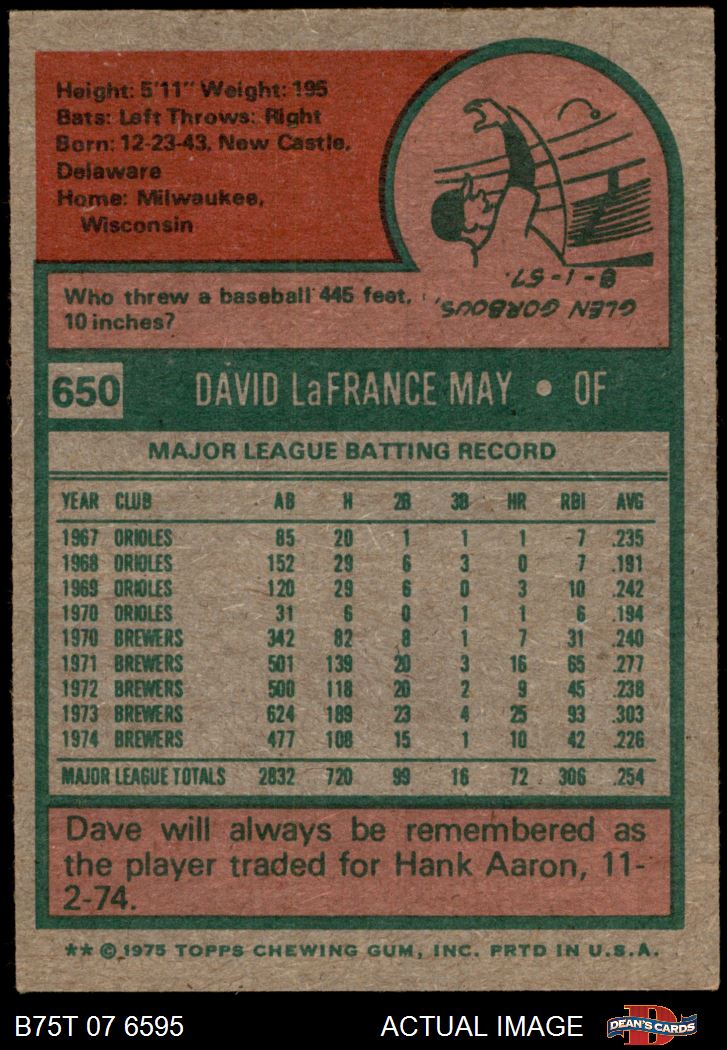 Height: 5'11" Weight: 195
Bats: Left Throws: Right
Born: 12-23-43, New Castle,
Delaware
Home: Milwaukee,
Wisconsin
Who threw a baseball 445 feet,
10 inches?
GLEN GORBOUS,
8-1-57.
650 DAVID LaFRANCE MAY • OF
MAJOR LEAGUE BATTING RECORD
YEAR CLUB AB H 2B 3B HR RBI AVG
1967 ORIOLES 85 20 1 1 1 7 .235
1968 ORIOLES 152 29 6 3 0 7 .191
1969 ORIOLES 120 29 6 0 3 10 .242
1970 ORIOLES 31 6 0 1 1 6 .194
1970 BREWERS 342 82 8 1 7 31 .240
1971 BREWERS 501 139 20 3 16 65 .277
1972 BREWERS 500 118 20 2 9 45 .238
1973 BREWERS 624 189 23 4 25 93 .303
1974 BREWERS 477 108 15 1 10 42 .226
MAJOR LEAGUE TOTALS 2832 720 99 16 72 306 .254
Dave will always be remembered as
the player traded for Hank Aaron, 11-
2-74.
** © 1975 TOPPS CHEWING GUM, INC. PRTD IN U.S.A.
B75T 07 6595 ACTUAL IMAGE D DEAN'S CARDS